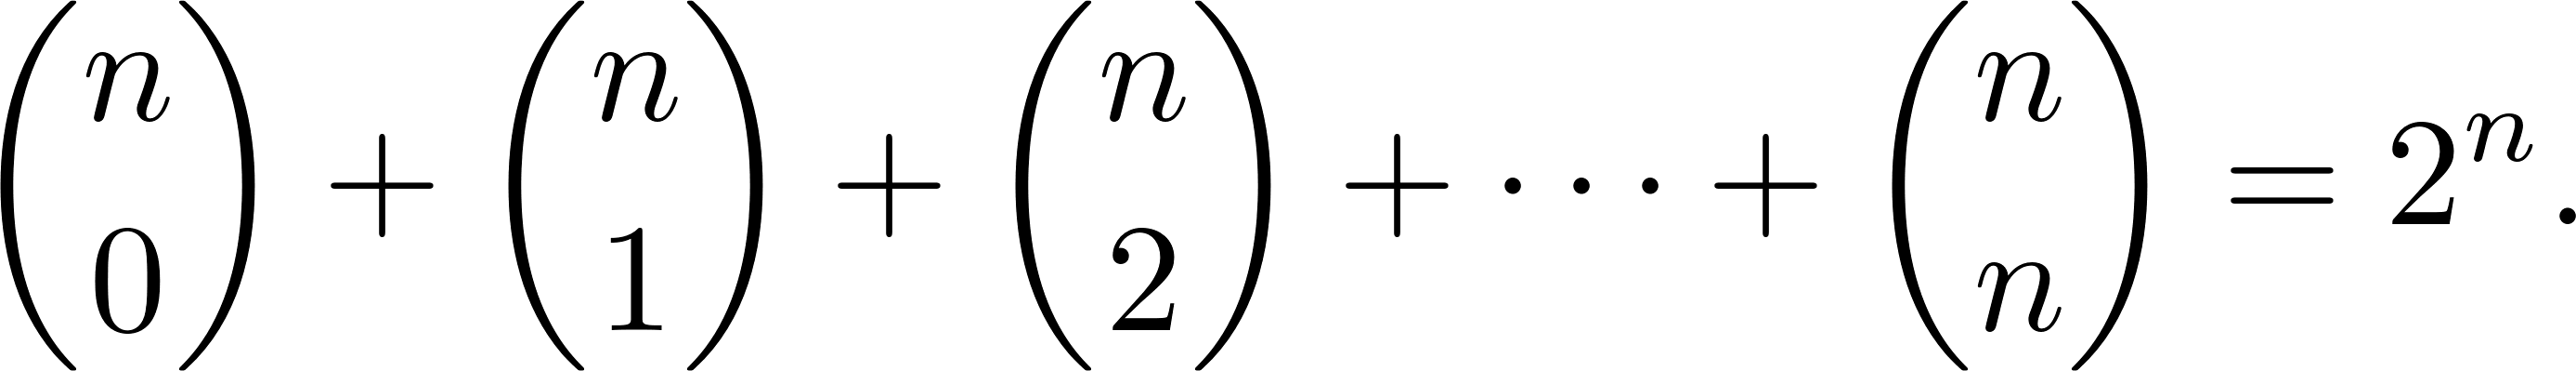 \binom{n}{0} + \binom{n}{1} + \binom{n}{2} + \cdots + \binom{n}{n} = 2^n.